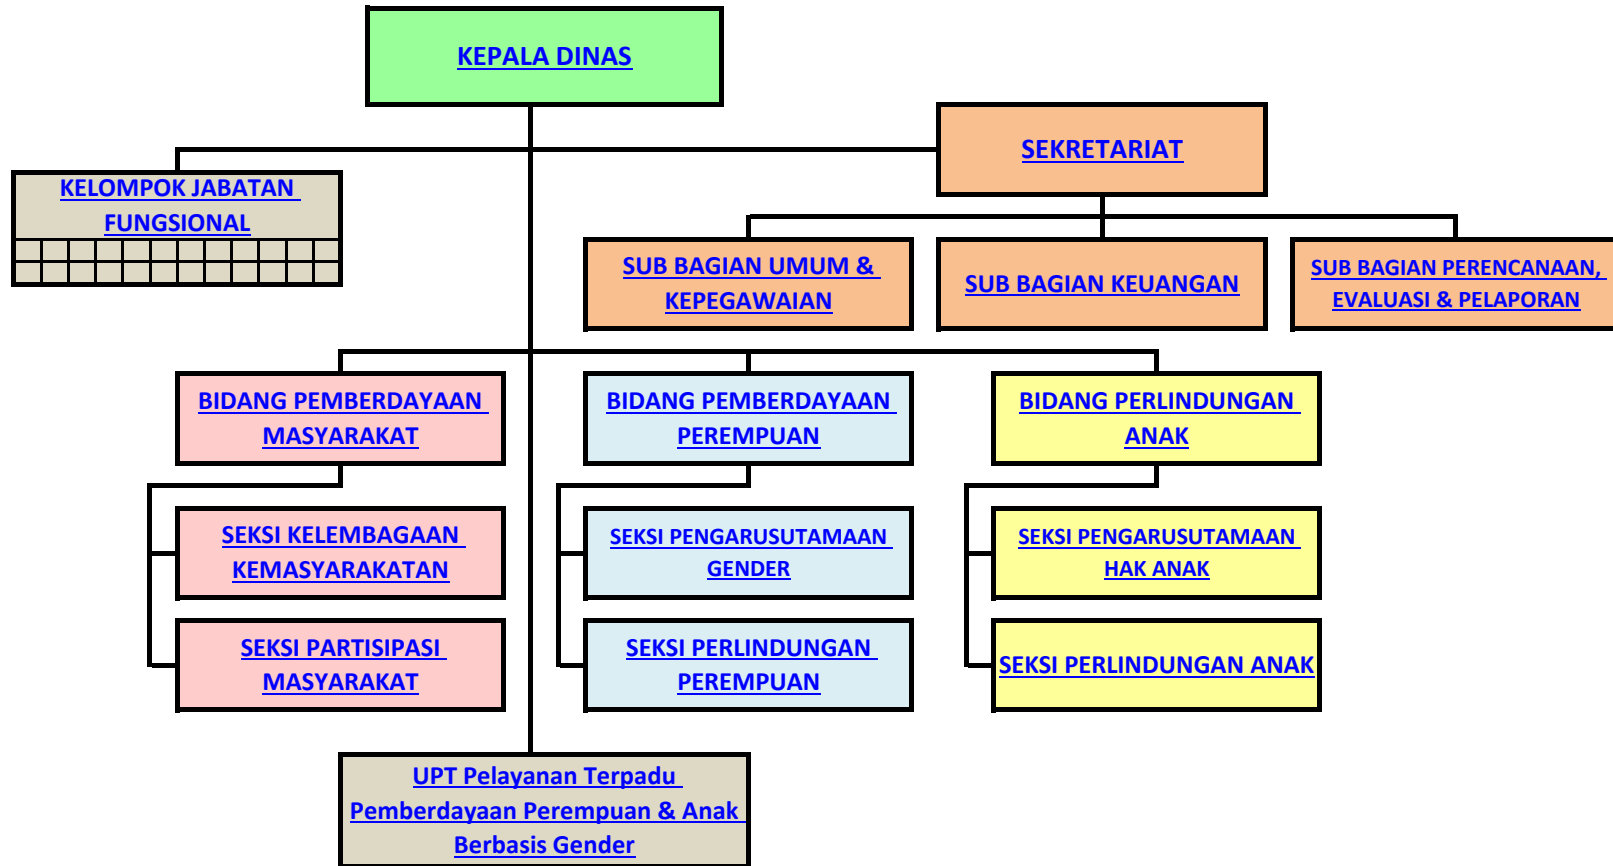 KEPALA DINAS
SEKRETARIAT
KELOMPOK JABATAN
FUNGSIONAL
SUB BAGIAN UMUM &
KEPEGAWAIAN
SUB BAGIAN KEUANGAN
SUB BAGIAN PERENCANAAN,
EVALUASI & PELAPORAN
BIDANG PEMBERDAYAAN
MASYARAKAT
BIDANG PEMBERDAYAAN
PEREMPUAN
BIDANG PERLINDUNGAN
ANAK
SEKSI KELEMBAGAAN
KEMASYARAKATAN
SEKSI PENGARUSUTAMAAN
GENDER
SEKSI PENGARUSUTAMAAN
HAK ANAK
SEKSI PARTISIPASI
MASYARAKAT
SEKSI PERLINDUNGAN
PEREMPUAN
SEKSI PERLINDUNGAN ANAK
UPT Pelayanan Terpadu
Pemberdayaan Perempuan & Anak
Berbasis Gender